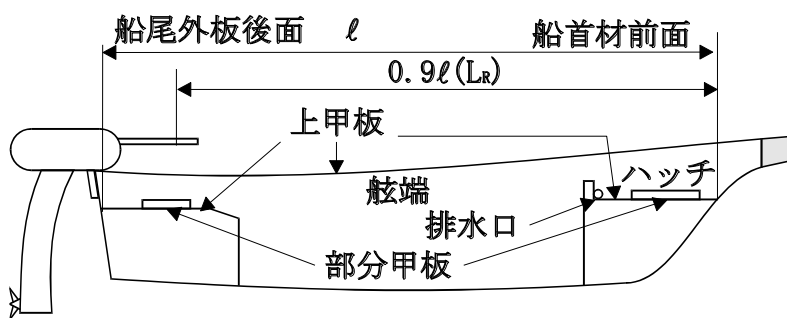 船尾外板後面 ℓ 船首材前面
0.9ℓ(LR)
上甲板
舷端 ハッチ
排水口
部分甲板